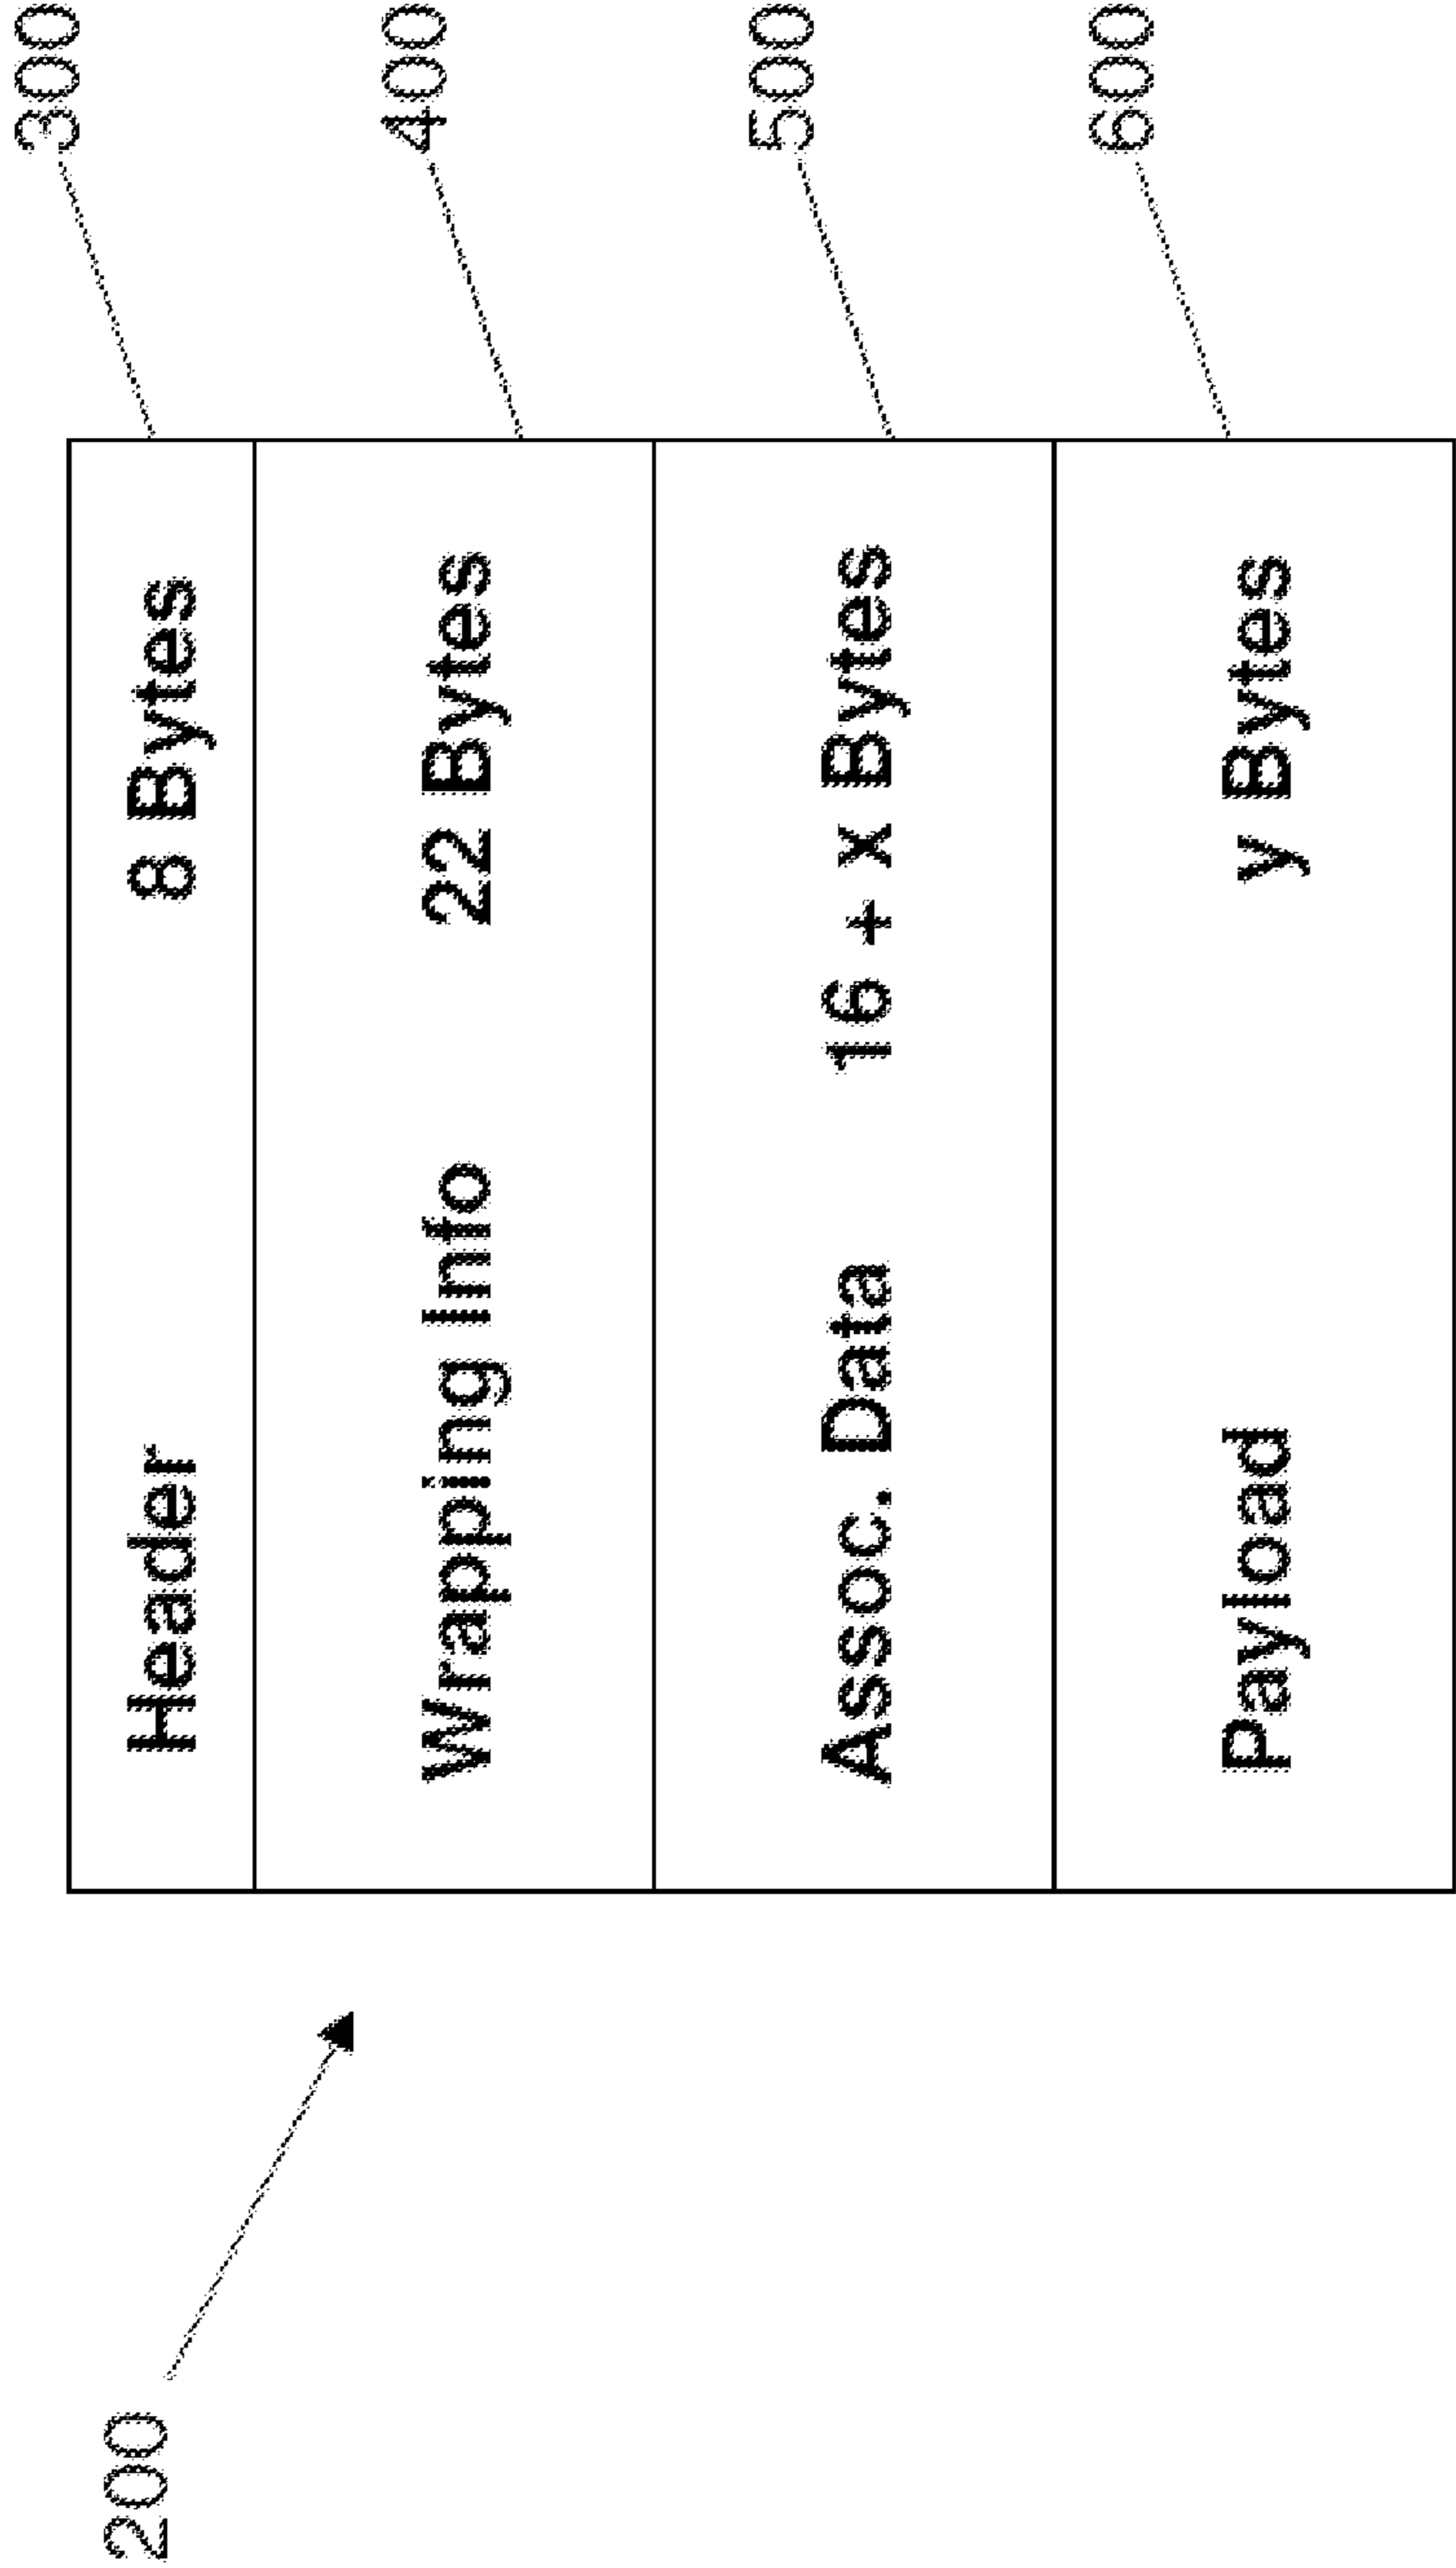 200
Header 8 Bytes 300
Wrapping Info 22 Bytes 400
Assoc. Data 16 + x Bytes 500
Payload y Bytes 600